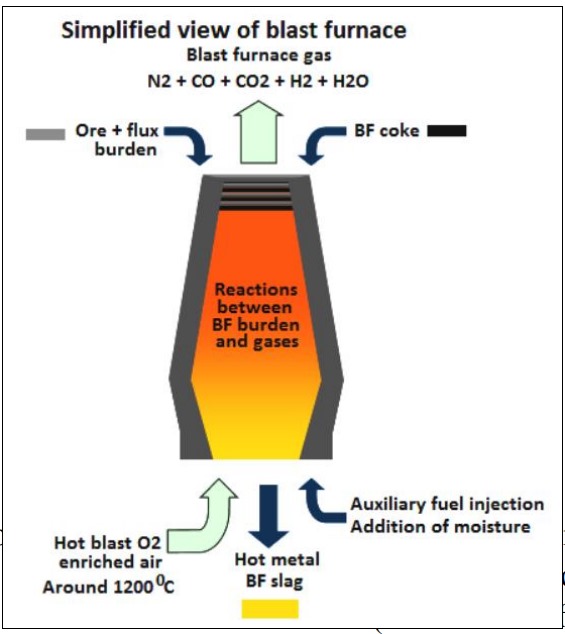 Simplified view of blast furnace
Blast furnace gas
N2 + CO + CO2 + H2 + H2O
Ore + flux
burden
BF coke
Reactions
between
BF burden
and gases
Auxiliary fuel injection
Addition of moisture
Hot blast O2
enriched air
Around 1200⁰C
Hot metal
BF slag